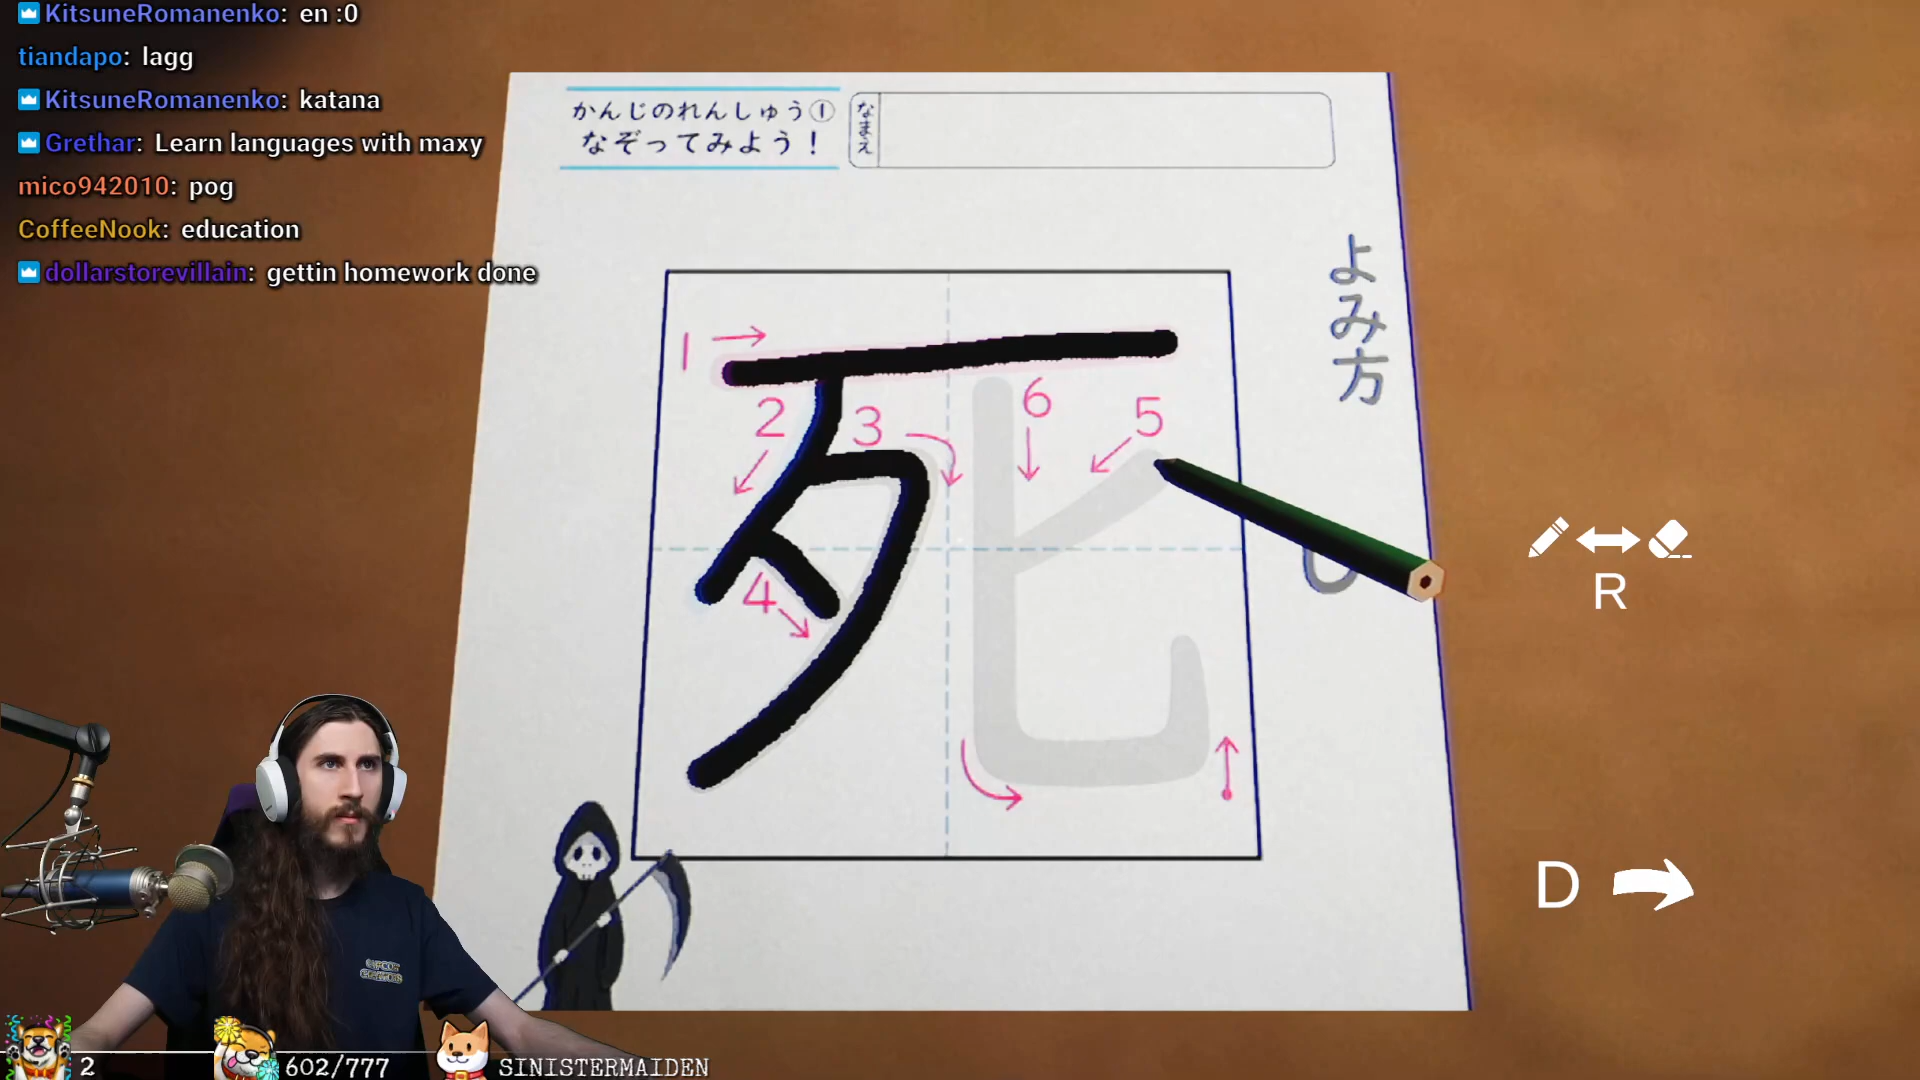 KitsuneRomanenko: en :0
tiandapo: lagg
KitsuneRomanenko: katana
Grethar: Learn languages with maxy
mico942010: pog
CoffeeNook: education
dollarstorevillain: gettin homework done
かんじのれんしゅう①
なぞってみよう！
なまえ
よみ方
死
1
2
3
6
5
4
R
D
2
602/777
SINISTERMAIDEN